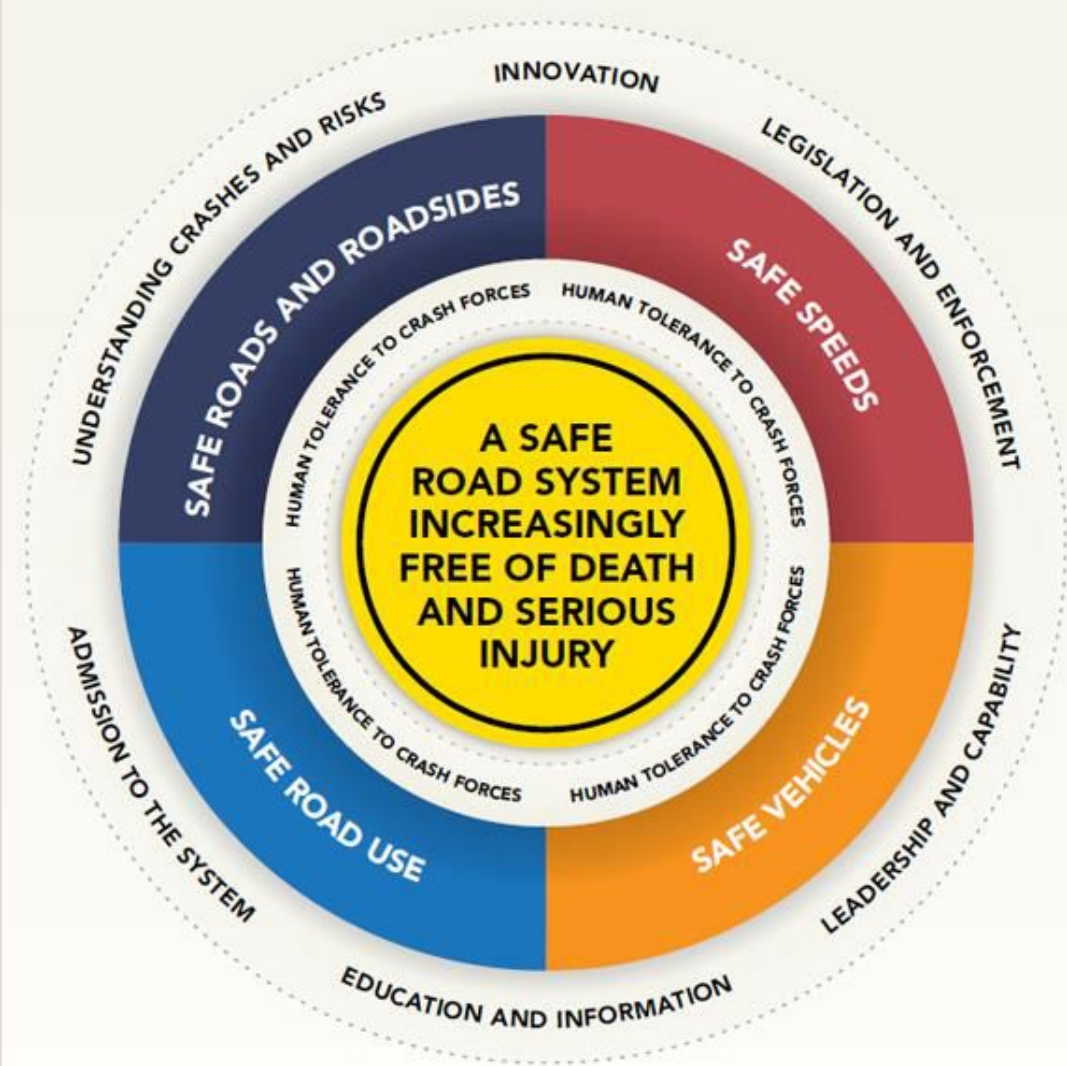 INNOVATION
LEGISLATION AND ENFORCEMENT
LEADERSHIP AND CAPABILITY
EDUCATION AND INFORMATION
ADMISSION TO THE SYSTEM
UNDERSTANDING CRASHES AND RISKS
SAFE ROADS AND ROADSIDES
SAFE SPEEDS
SAFE VEHICLES
SAFE ROAD USE
HUMAN TOLERANCE TO CRASH FORCES
HUMAN TOLERANCE TO CRASH FORCES
HUMAN TOLERANCE TO CRASH FORCES
HUMAN TOLERANCE TO CRASH FORCES
A SAFE
ROAD SYSTEM
INCREASINGLY
FREE OF DEATH
AND SERIOUS
INJURY